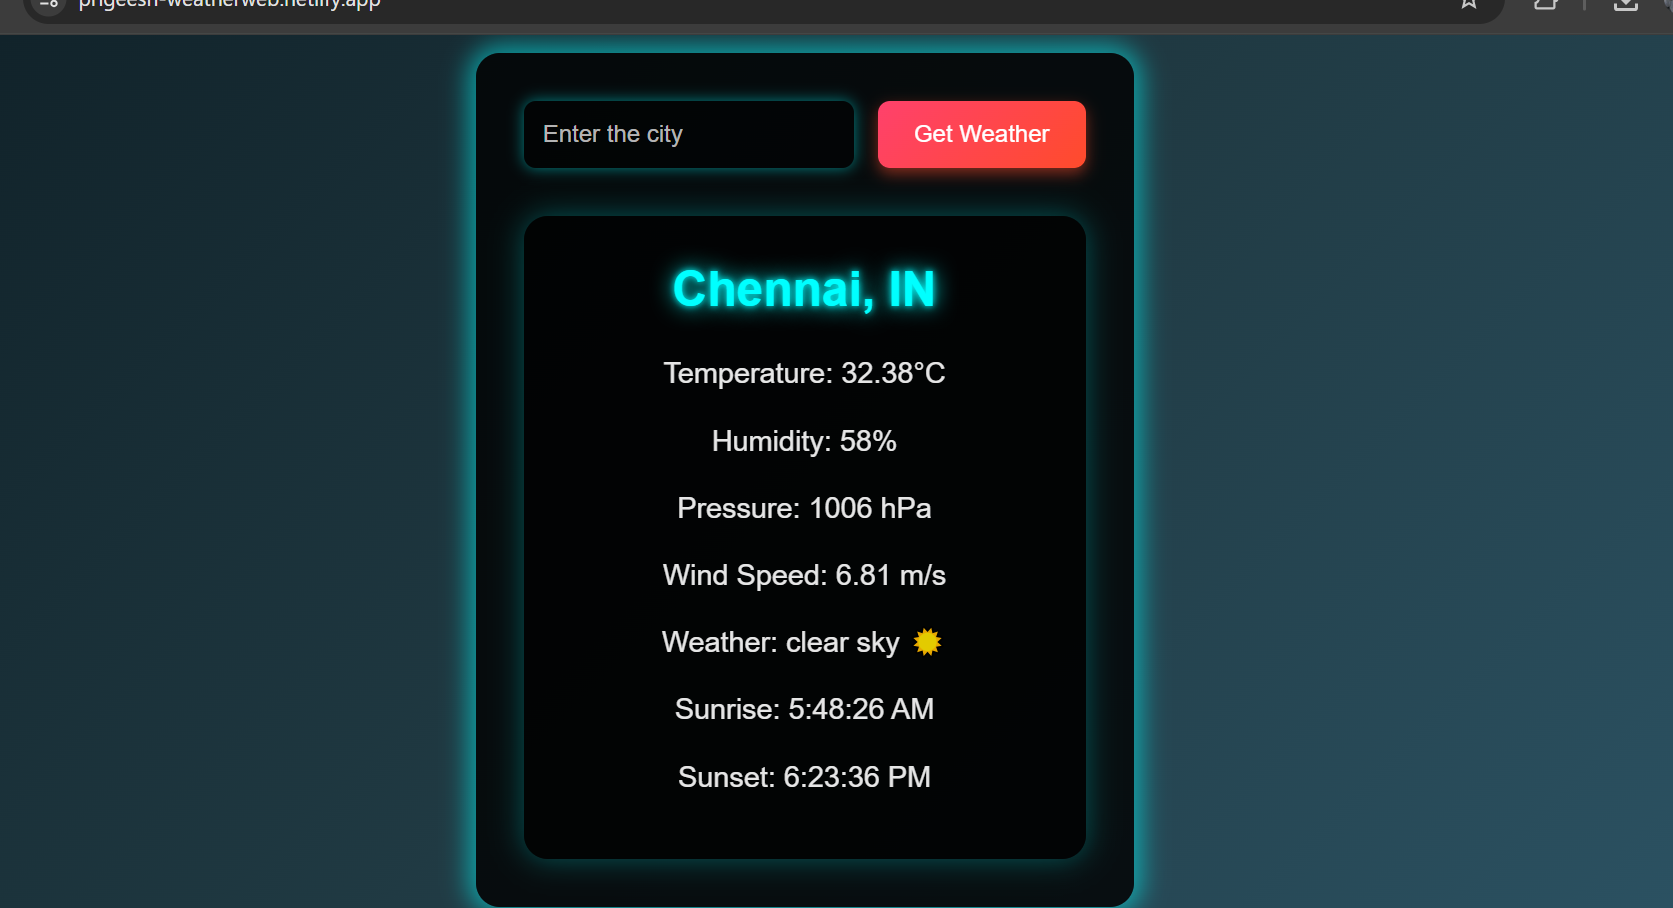 prigeesh-weatherweb.netlify.app
Enter the city
Get Weather
Chennai, IN
Temperature: 32.38°C
Humidity: 58%
Pressure: 1006 hPa
Wind Speed: 6.81 m/s
Weather: clear sky
Sunrise: 5:48:26 AM
Sunset: 6:23:36 PM